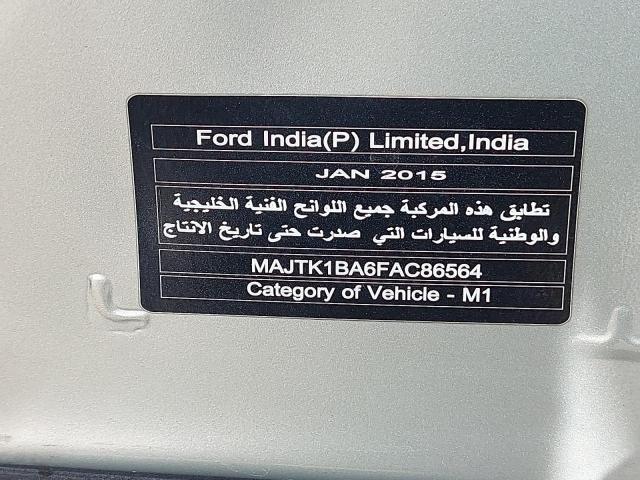 Ford India(P) Limited,India
JAN 2015
تطابق هذه المركبة جميع اللوائح الفنية الخليجية
والوطنية للسيارات التي صدرت حتى تاريخ الانتاج
MAJTK1BA6FAC86564
Category of Vehicle - M1